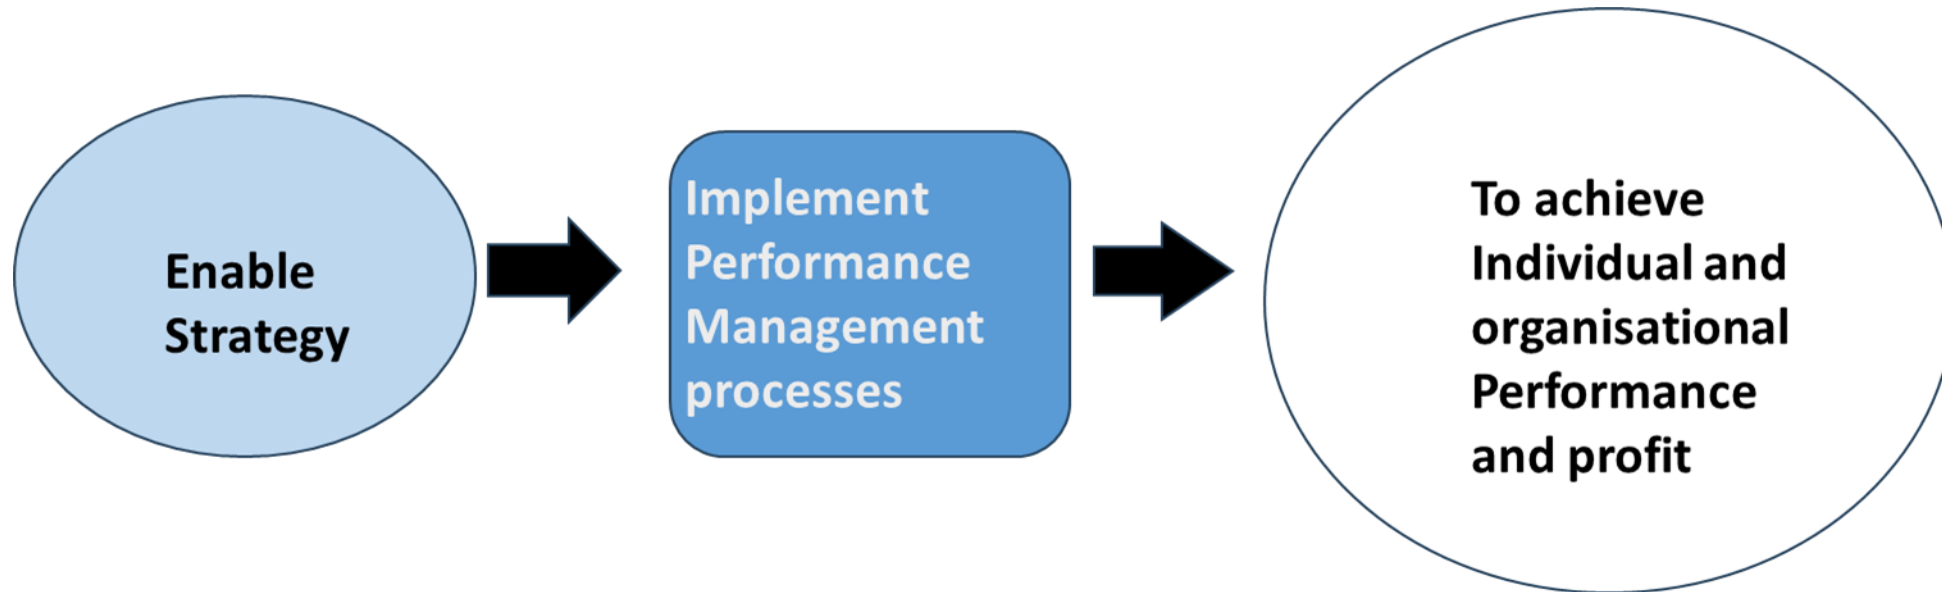 Enable
Strategy
Implement
Performance
Management
processes
To achieve
Individual and
organisational
Performance
and profit